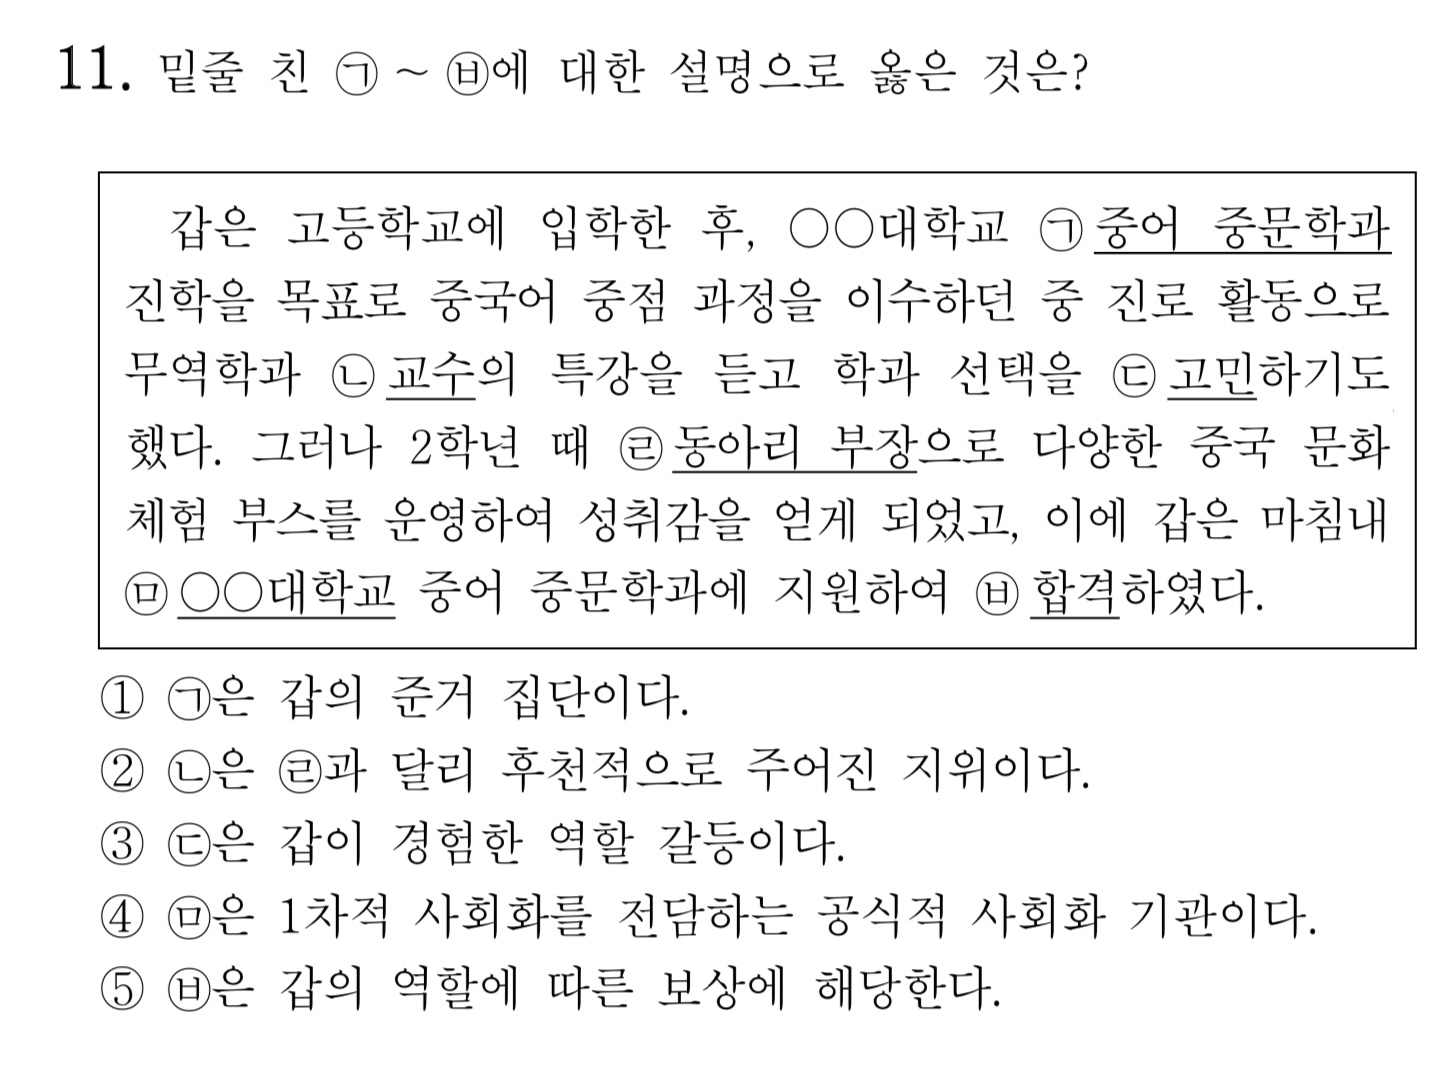 11. 밑줄 친 ㉠ ~ ㉥에 대한 설명으로 옳은 것은?
갑은 고등학교에 입학한 후, ○○대학교 ㉠중어 중문학과
진학을 목표로 중국어 중점 과정을 이수하던 중 진로 활동으로
무역학과 ㉡교수의 특강을 듣고 학과 선택을 ㉢고민하기도
했다. 그러나 2학년 때 ㉣동아리 부장으로 다양한 중국 문화
체험 부스를 운영하여 성취감을 얻게 되었고, 이에 갑은 마침내
㉤○○대학교 중어 중문학과에 지원하여 ㉥합격하였다.
① ㉠은 갑의 준거 집단이다.
② ㉡은 ㉣과 달리 후천적으로 주어진 지위이다.
③ ㉢은 갑이 경험한 역할 갈등이다.
④ ㉤은 1차적 사회화를 전담하는 공식적 사회화 기관이다.
⑤ ㉥은 갑의 역할에 따른 보상에 해당한다.